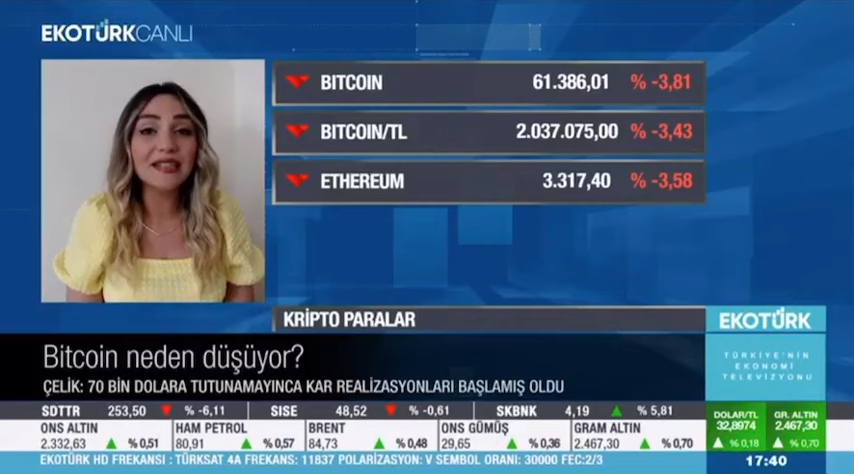 EKOTÜRK CANLI
BITCOIN 61.386,01 % -3,81
BITCOIN/TL 2.037.075,00 % -3,43
ETHEREUM 3.317,40 % -3,58
KRİPTO PARALAR
EKOTÜRK
TÜRKİYE'NİN
EKONOMİ
TELEVİZYONU
Bitcoin neden düşüyor?
ÇELİK: 70 BİN DOLARA TUTUNAMAYINCA KAR REALİZASYONLARI BAŞLAMIŞ OLDU
SDTTR 253,50 % -6,11 SISE 48,52 % -0,61 SKBNK 4,19 % 5,81
ONS ALTIN HAM PETROL BRENT ONS GÜMÜŞ GRAM ALTIN
2.332,63 % 0,51 80,91 % 0,57 84,73 % 0,48 29,65 % 0,36 2.467,30 % 0,70
DOLAR/TL GR. ALTIN
32,8974 2.467,30
% 0,18 % 0,70
EKOTÜRK HD FREKANSI : TÜRKSAT 4A FREKANS: 11837 POLARİZASYON: V SEMBOL ORANI: 30000 FEC:2/3
17:40